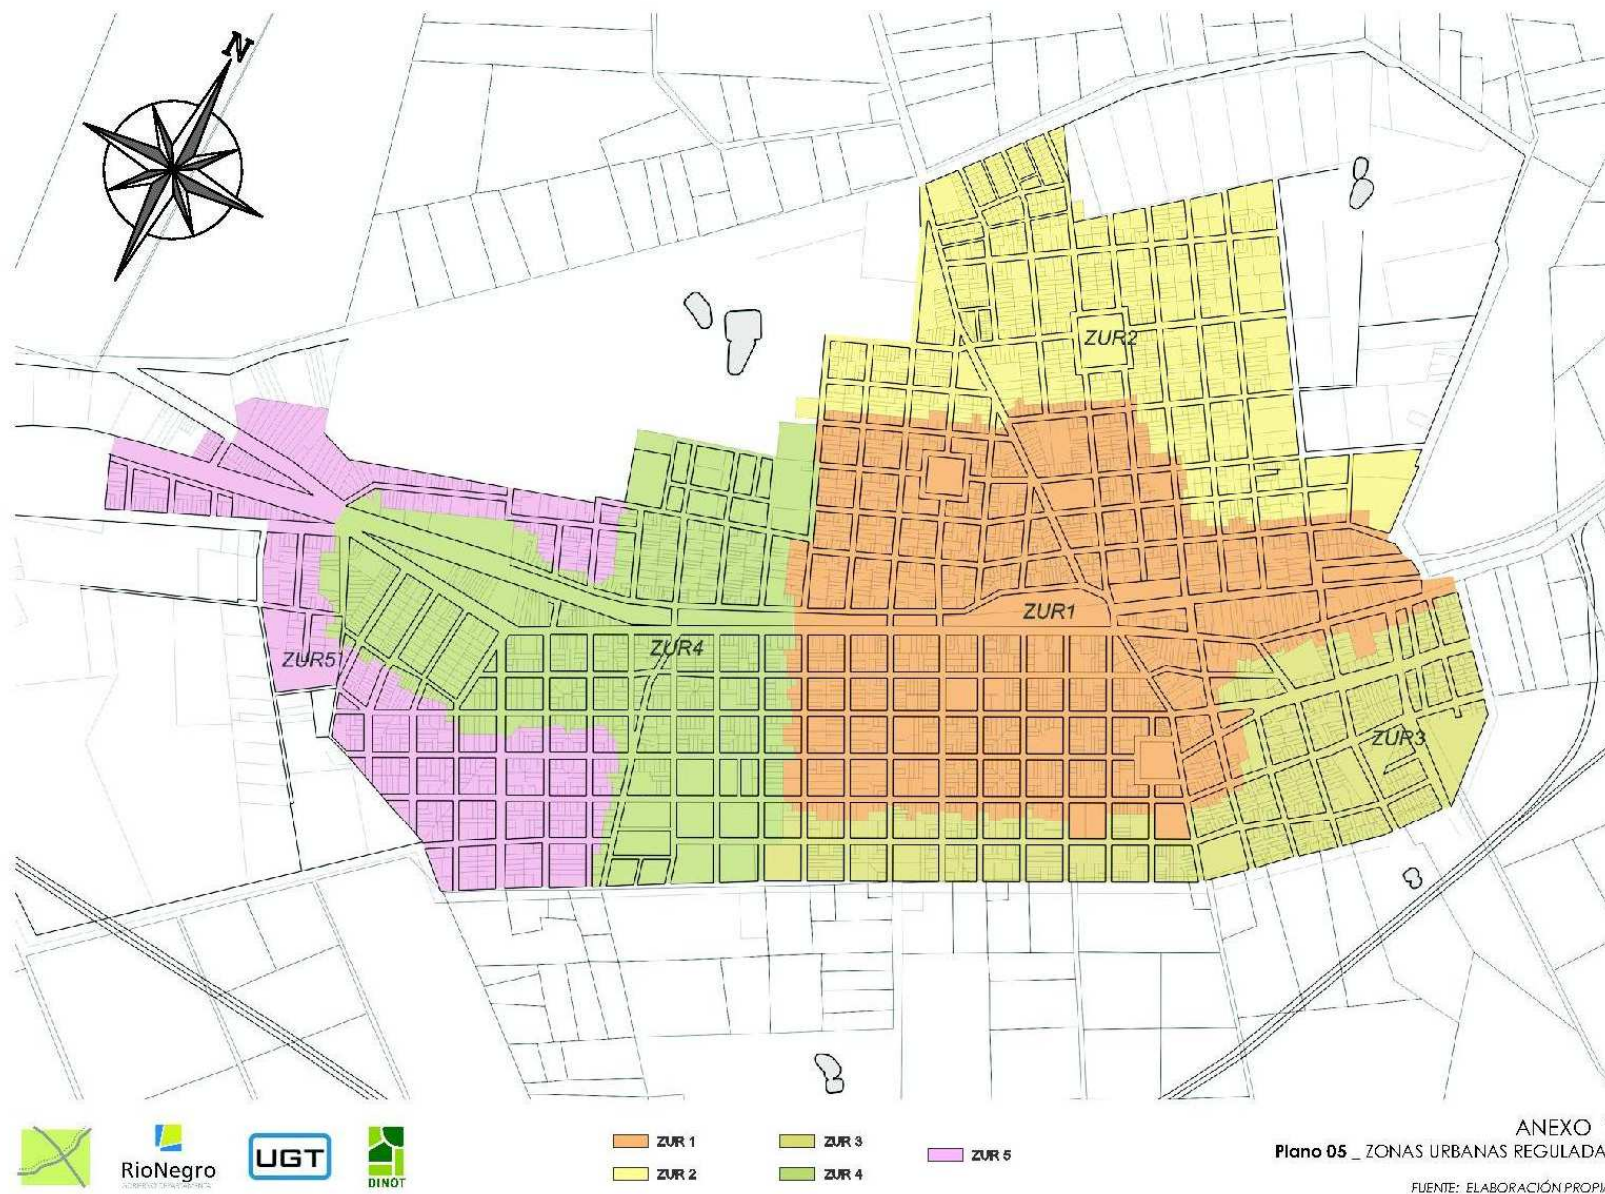 N
ZUR2
ZUR1
ZUR4
ZUR5
ZUR3
RioNegro
UGT
DINOT
ZUR 1
ZUR 2
ZUR 3
ZUR 4
ZUR 5
ANEXO
Plano 05 _ ZONAS URBANAS REGULADA
FUENTE: ELABORACIÓN PROPI